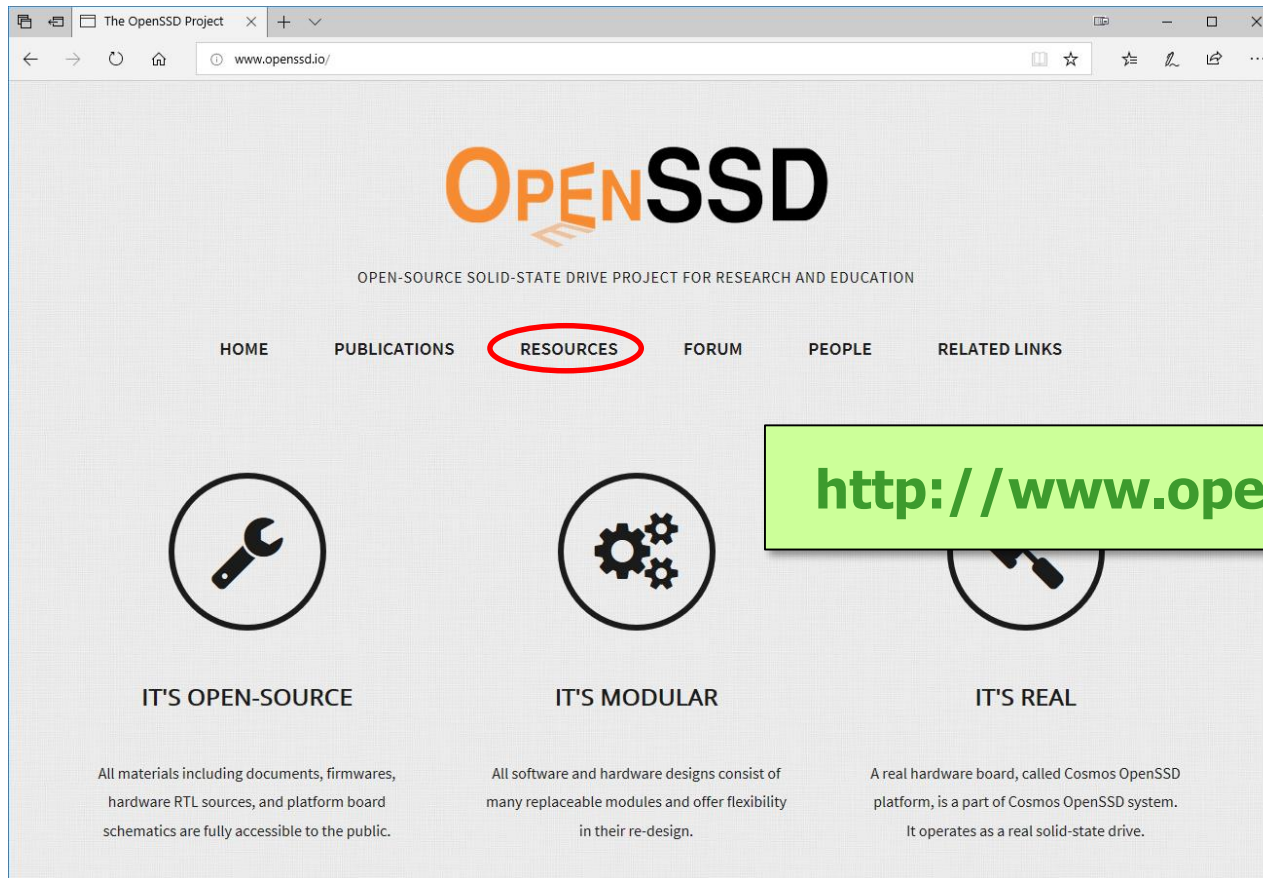 The OpenSSD Project
www.openssd.io/
OPENSSD
OPEN-SOURCE SOLID-STATE DRIVE PROJECT FOR RESEARCH AND EDUCATION
HOME PUBLICATIONS RESOURCES FORUM PEOPLE RELATED LINKS
http://www.ope
IT'S OPEN-SOURCE
All materials including documents, firmwares,
hardware RTL sources, and platform board
schematics are fully accessible to the public.
IT'S MODULAR
All software and hardware designs consist of
many replaceable modules and offer flexibility
in their re-design.
IT'S REAL
A real hardware board, called Cosmos OpenSSD
platform, is a part of Cosmos OpenSSD system.
It operates as a real solid-state drive.